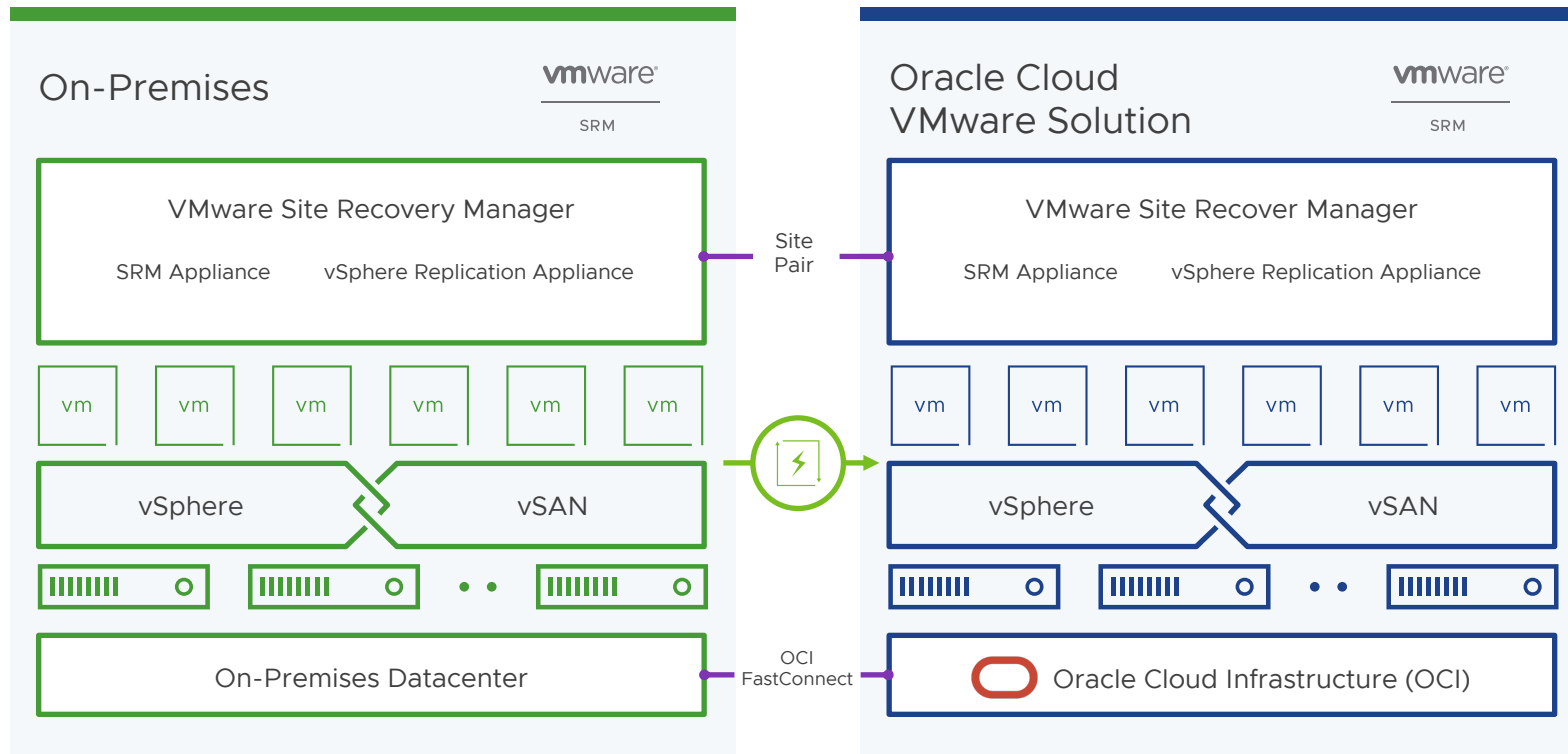 On-Premises
vmware®
SRM
VMware Site Recovery Manager
SRM Appliance vSphere Replication Appliance
vm vm vm vm vm vm
vSphere vSAN
On-Premises Datacenter
Site
Pair
OCI
FastConnect
Oracle Cloud
VMware Solution
vmware®
SRM
VMware Site Recover Manager
SRM Appliance vSphere Replication Appliance
vm vm vm vm vm vm
vSphere vSAN
Oracle Cloud Infrastructure (OCI)